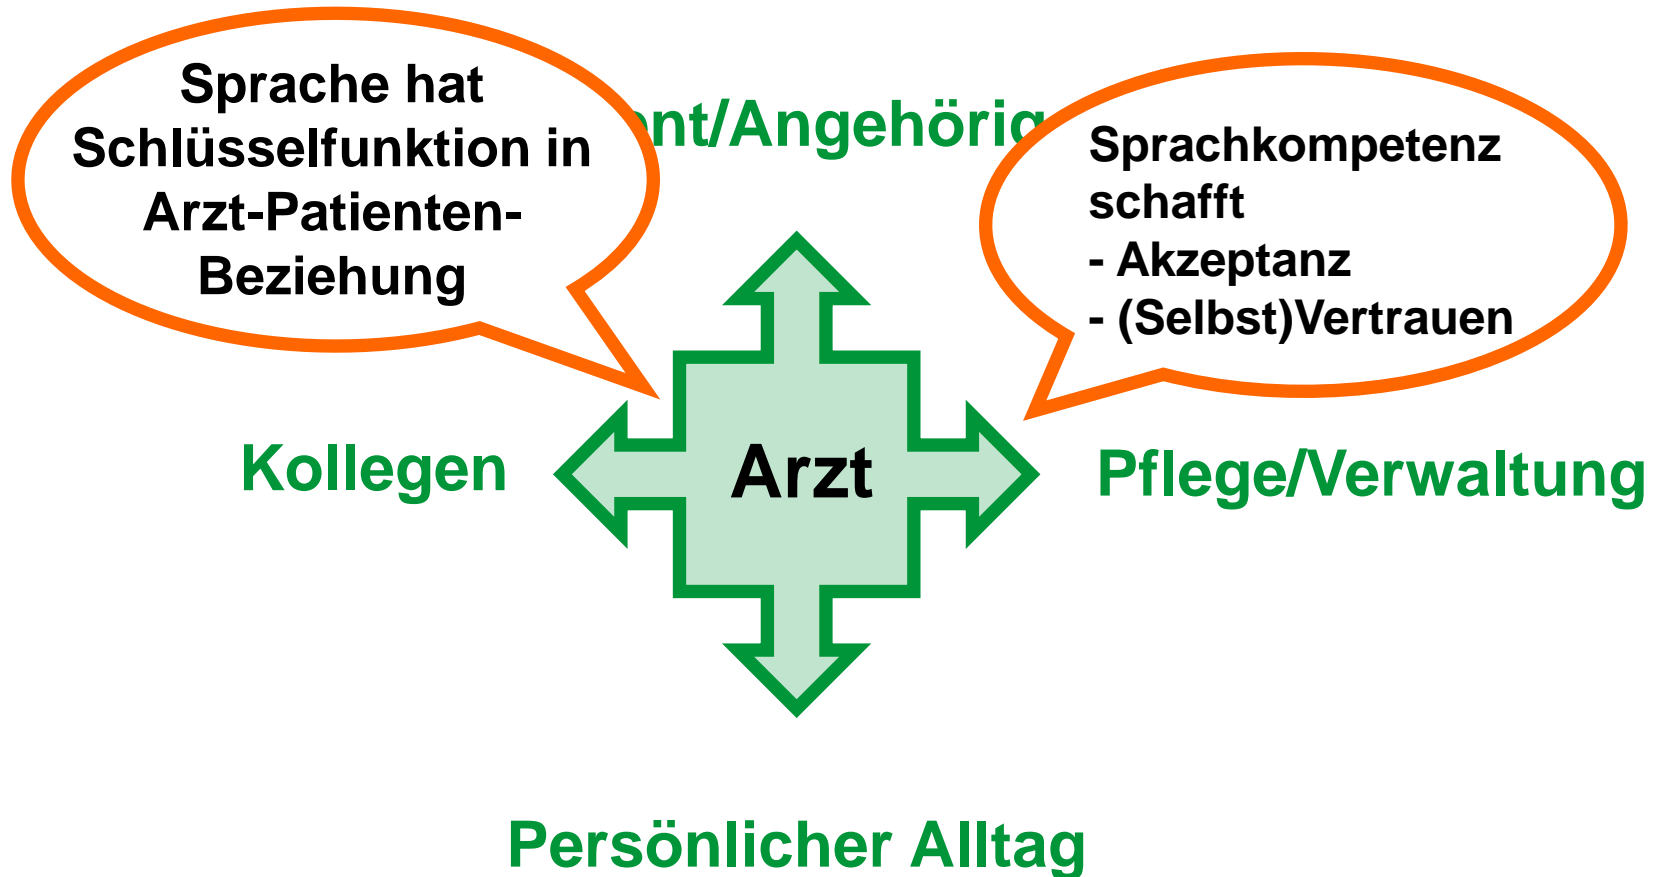 Sprache hat
Schlüsselfunktion in
Arzt-Patienten-
Beziehung
Sprachkompetenz
schafft
- Akzeptanz
- (Selbst)Vertrauen
Kollegen
Arzt
Pflege/Verwaltung
Persönlicher Alltag